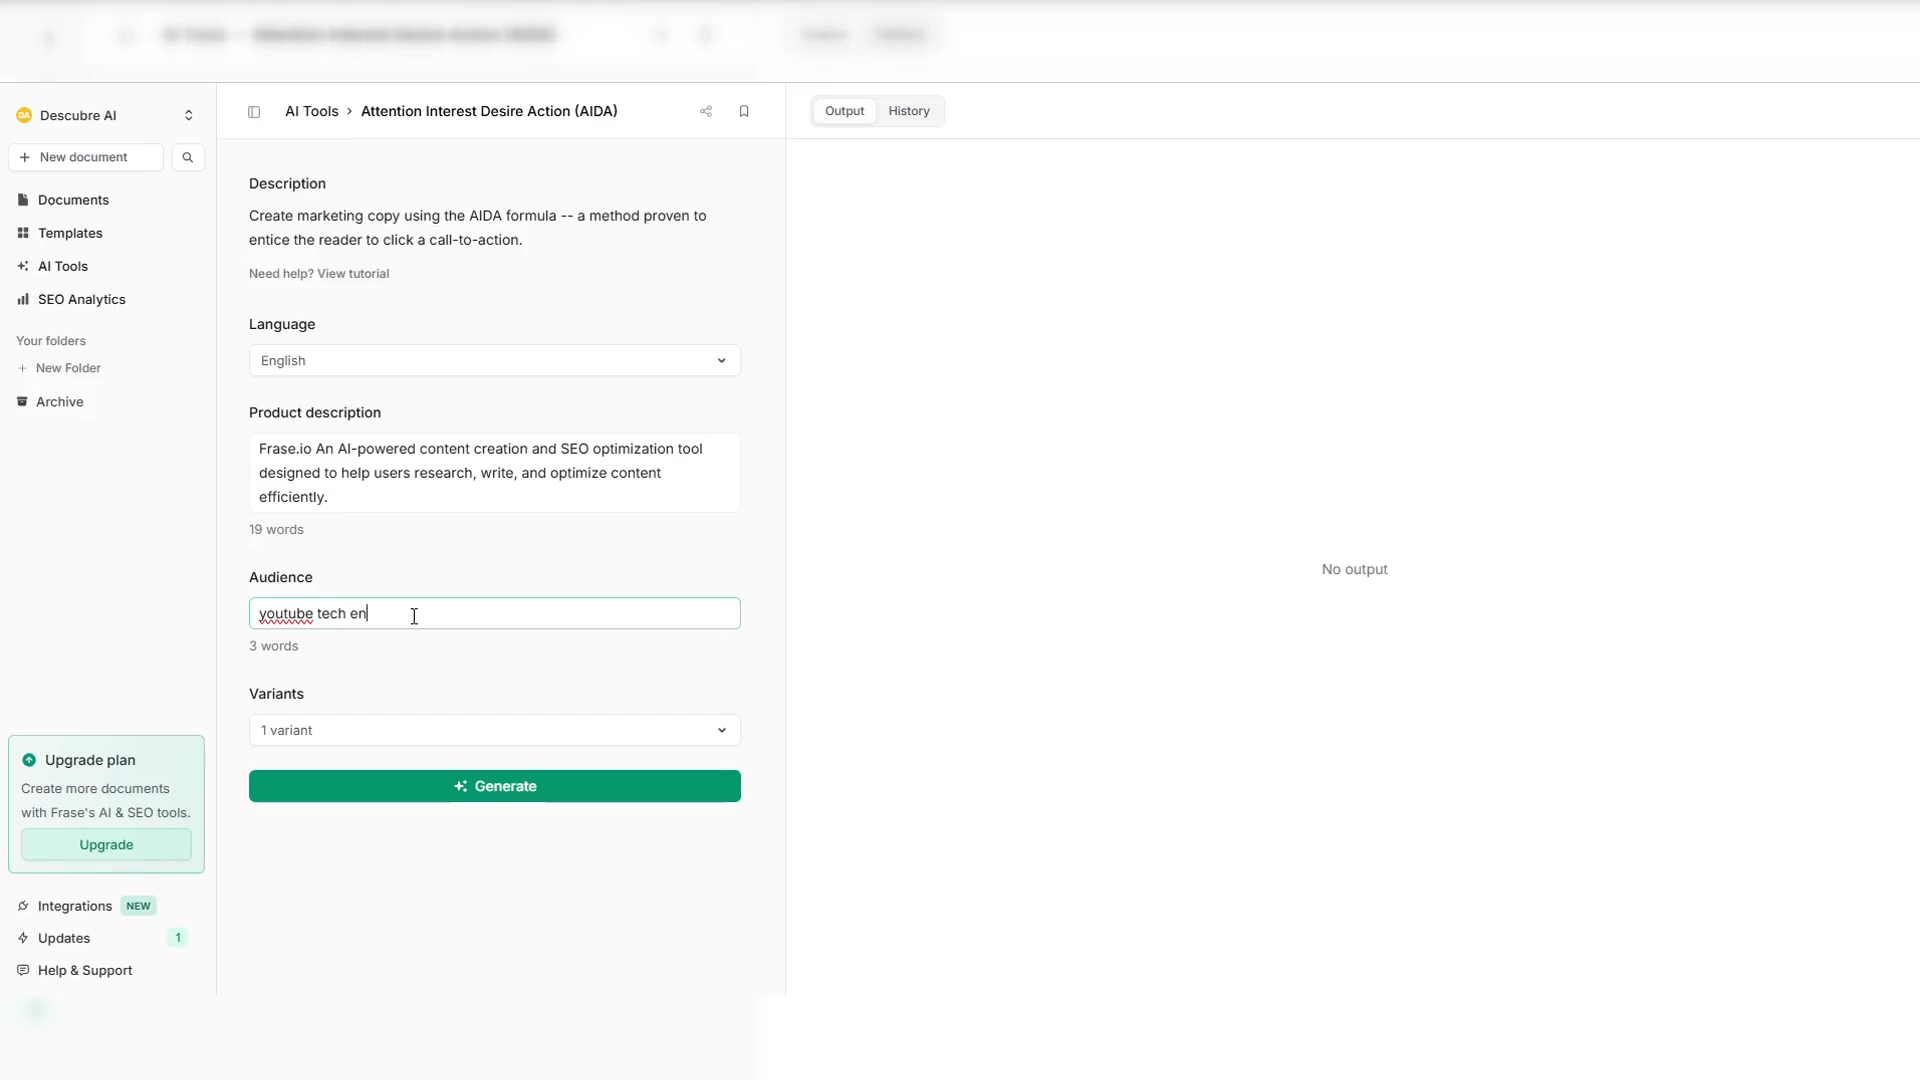 Descubre AI
New document
Documents
Templates
AI Tools
SEO Analytics
Your folders
New Folder
Archive
Upgrade plan
Create more documents
with Frase's AI & SEO tools.
Upgrade
Integrations NEW
Updates 1
Help & Support
AI Tools > Attention Interest Desire Action (AIDA)
Description
Create marketing copy using the AIDA formula -- a method proven to
entice the reader to click a call-to-action.
Need help? View tutorial
Language
English
Product description
Frase.io An AI-powered content creation and SEO optimization tool
designed to help users research, write, and optimize content
efficiently.
19 words
Audience
youtube tech en
3 words
Variants
1 variant
Generate
Output History
No output